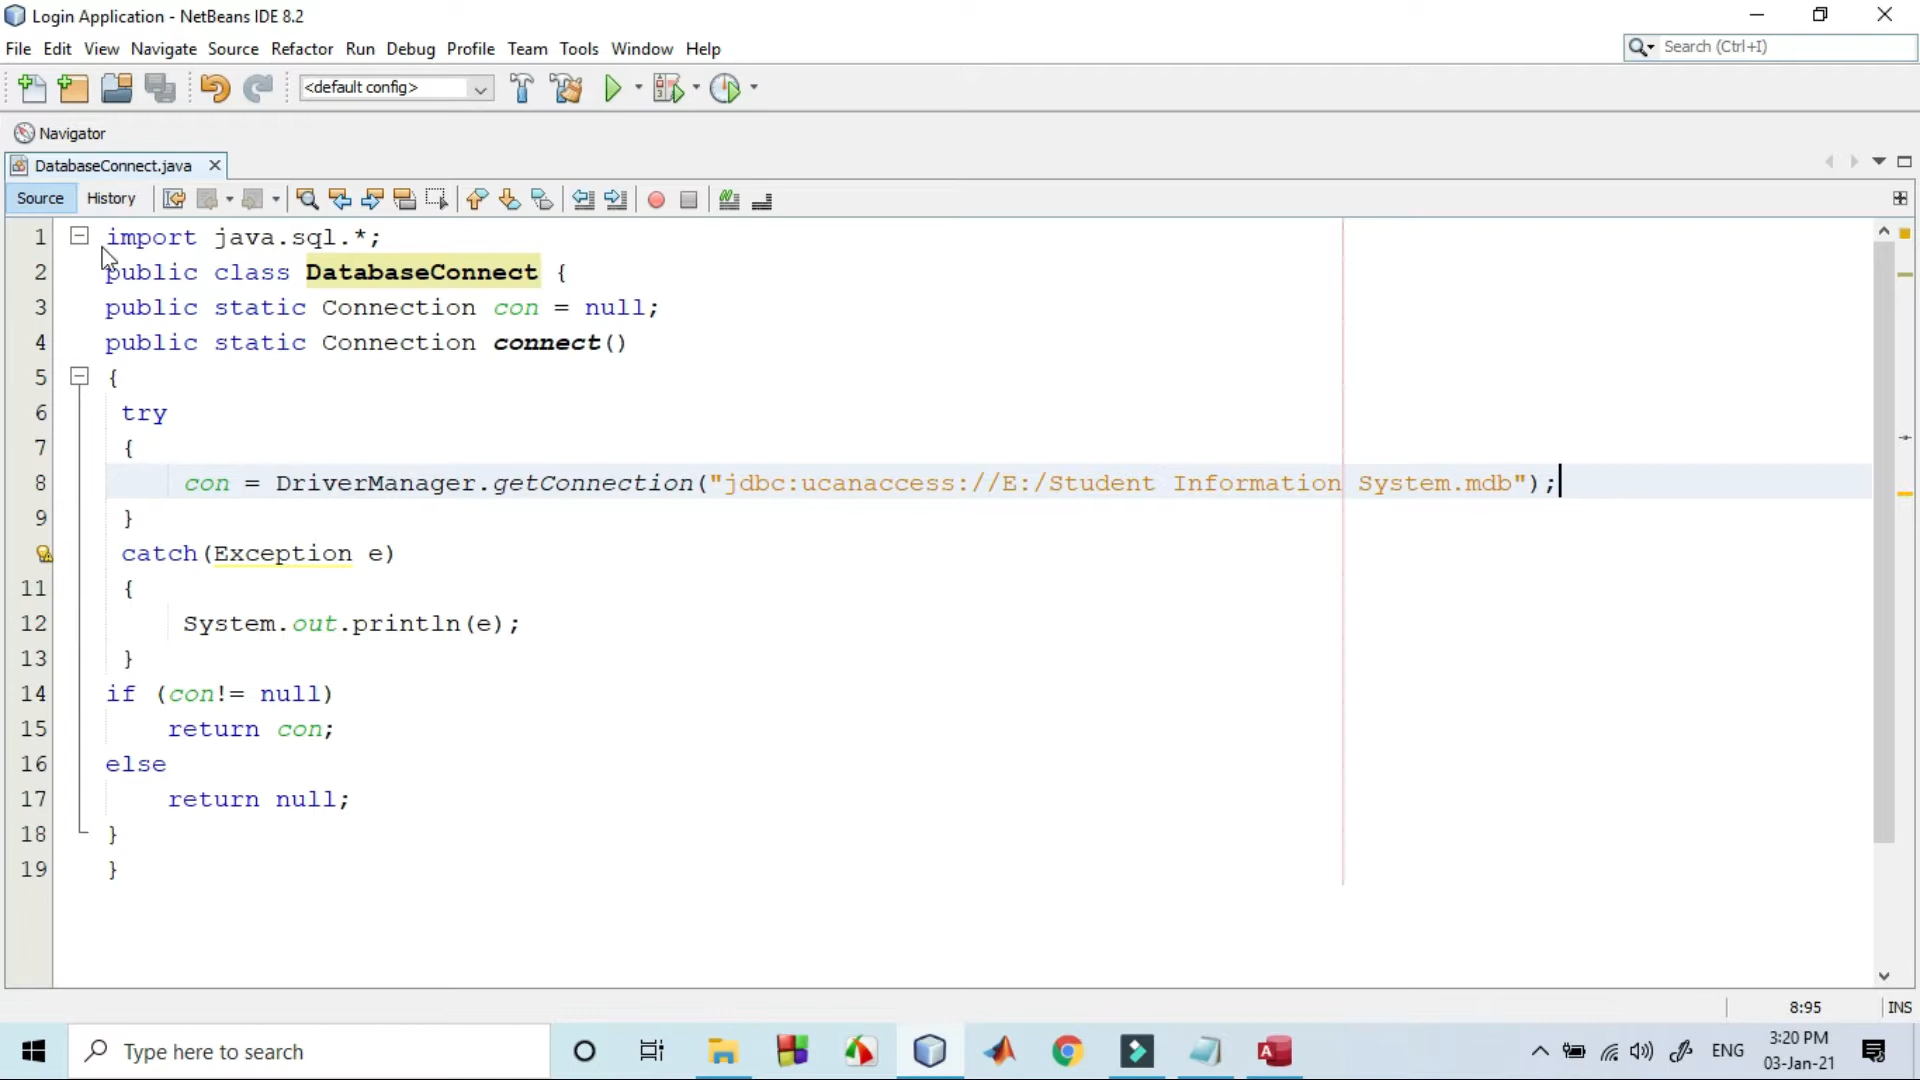 Login Application - NetBeans IDE 8.2
File Edit View Navigate Source Refactor Run Debug Profile Team Tools Window Help
Search (Ctrl+I)
<default config>
Navigator
DatabaseConnect.java
Source History
1 import java.sql.*;
2 public class DatabaseConnect {
3 public static Connection con = null;
4 public static Connection connect()
5 {
6 try
7 {
8 con = DriverManager.getConnection("jdbc:ucanaccess://E:/Student Information System.mdb");
9 }
catch(Exception e)
11 {
12 System.out.println(e);
13 }
14 if (con!= null)
15 return con;
16 else
17 return null;
18 }
19 }
8:95 INS
Type here to search
ENG
3:20 PM
03-Jan-21